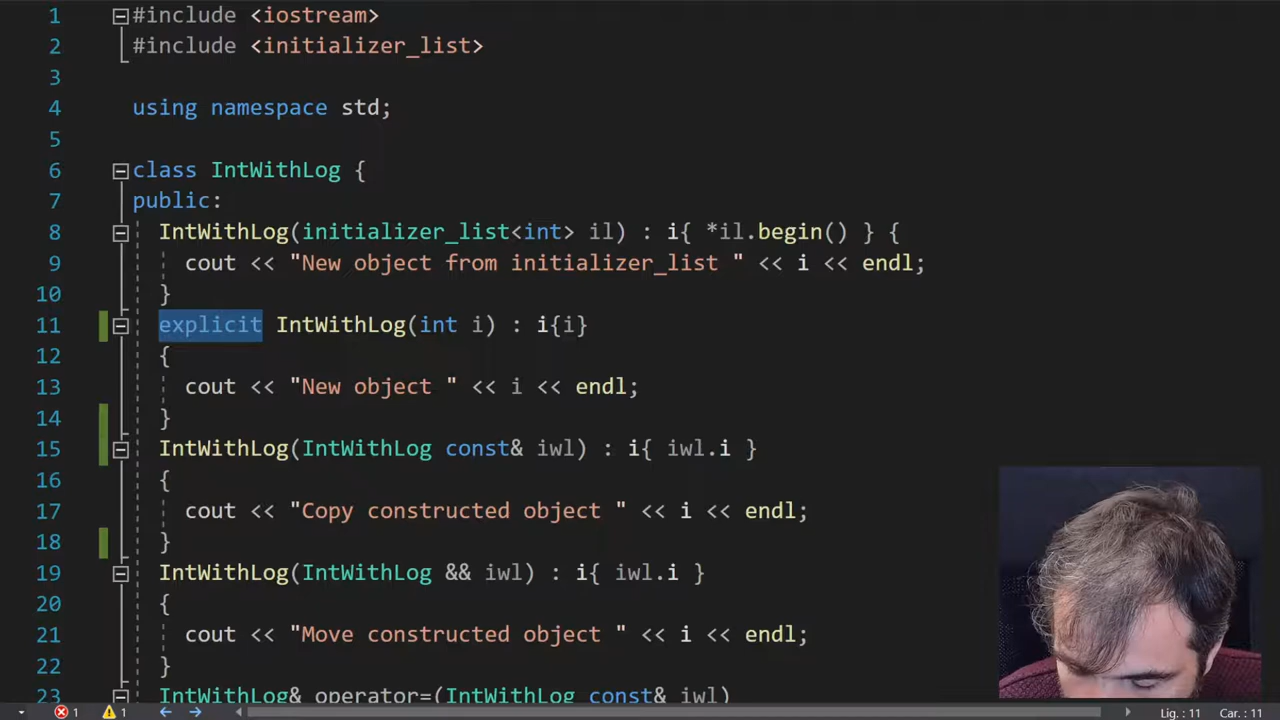 1 #include <iostream>
2 #include <initializer_list>
3
4 using namespace std;
5
6 class IntWithLog {
7 public:
8 IntWithLog(initializer_list<int> il) : i{ *il.begin() } {
9 cout << "New object from initializer_list " << i << endl;
10 }
11 explicit IntWithLog(int i) : i{i}
12 {
13 cout << "New object " << i << endl;
14 }
15 IntWithLog(IntWithLog const& iwl) : i{ iwl.i }
16 {
17 cout << "Copy constructed object " << i << endl;
18 }
19 IntWithLog(IntWithLog && iwl) : i{ iwl.i }
20 {
21 cout << "Move constructed object " << i << endl;
22 }
23 IntWithLog& operator=(IntWithLog const& iwl)
1 1 Lig. : 11 Car. : 11